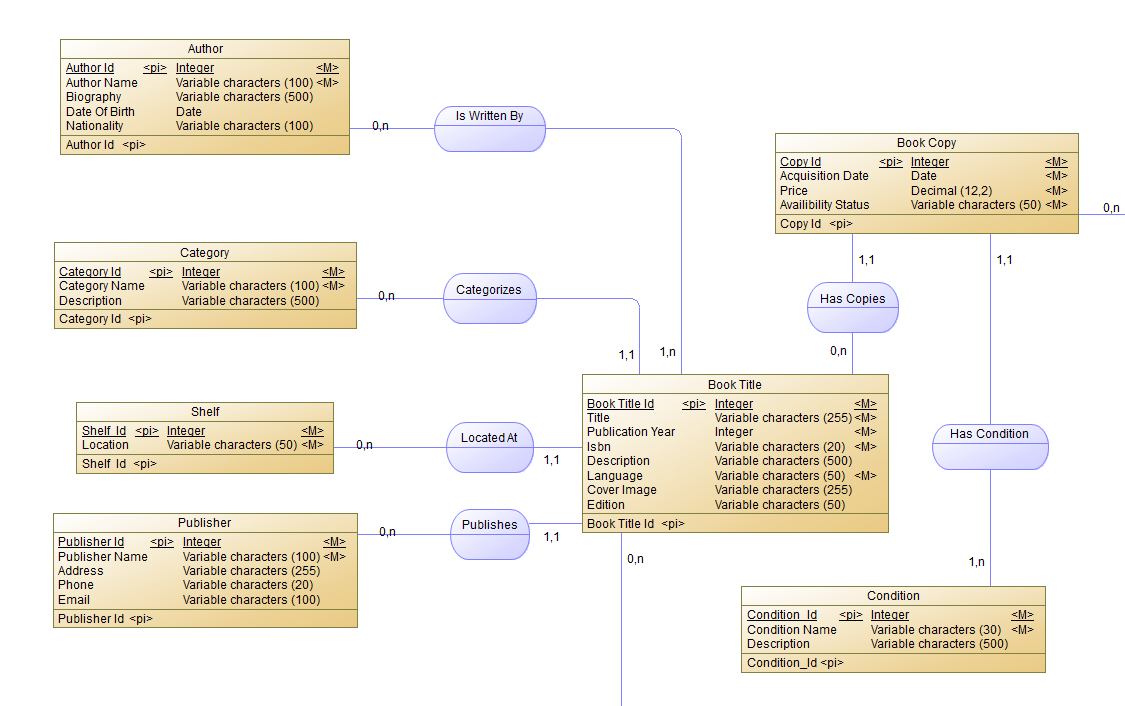 Author
Author Id <pi> Integer <M>
Author Name Variable characters (100) <M>
Biography Variable characters (500)
Date Of Birth Date
Nationality Variable characters (100)
Author Id <pi>
0,n
Is Written By
Book Copy
Copy Id <pi> Integer <M>
Acquisition Date Date <M>
Price Decimal (12,2) <M>
Availibility Status Variable characters (50) <M>
Copy Id <pi>
0,n
Category
Category Id <pi> Integer <M>
Category Name Variable characters (100) <M>
Description Variable characters (500)
Category Id <pi>
0,n
Categorizes
1,1
1,n
1,1
Has Copies
0,n
1,1
Book Title
Book Title Id <pi> Integer <M>
Title Variable characters (255) <M>
Publication Year Integer <M>
Isbn Variable characters (20) <M>
Description Variable characters (500)
Language Variable characters (50) <M>
Cover Image Variable characters (255)
Edition Variable characters (50)
Book Title Id <pi>
Shelf
Shelf_Id <pi> Integer <M>
Location Variable characters (50) <M>
Shelf_Id <pi>
0,n
Located At
1,1
Has Condition
Publisher
Publisher Id <pi> Integer <M>
Publisher Name Variable characters (100) <M>
Address Variable characters (255)
Phone Variable characters (20)
Email Variable characters (100)
Publisher Id <pi>
0,n
Publishes
1,1
0,n
1,n
Condition
Condition_Id <pi> Integer <M>
Condition Name Variable characters (30) <M>
Description Variable characters (500)
Condition_Id <pi>